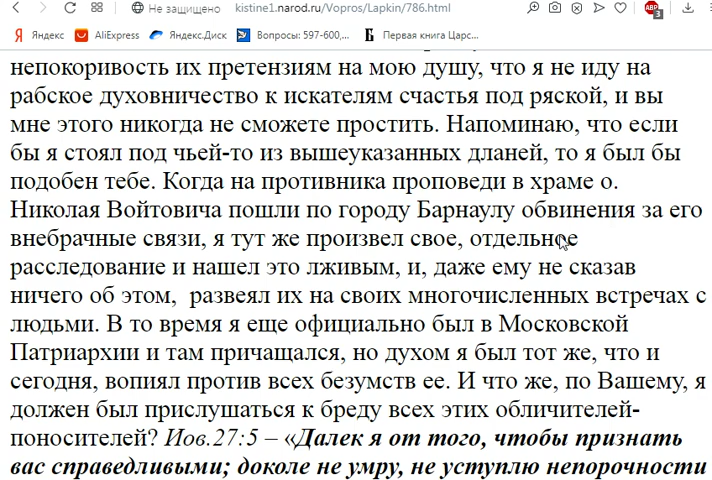 Не защищено kistine1.narod.ru/Vopros/Lapkin/786.html ABP 3
Яндекс AliExpress Яндекс.Диск Вопросы: 597-600,... Первая книга Царс...
непокоривость их претензиям на мою душу, что я не иду на
рабское духовничество к искателям счастья под ряской, и вы
мне этого никогда не сможете простить. Напоминаю, что если
бы я стоял под чьей-то из вышеуказанных дланей, то я был бы
подобен тебе. Когда на противника проповеди в храме о.
Николая Войтовича пошли по городу Барнаулу обвинения за его
внебрачные связи, я тут же произвел свое, отдельное
расследование и нашел это лживым, и, даже ему не сказав
ничего об этом, развеял их на своих многочисленных встречах с
людьми. В то время я еще официально был в Московской
Патриархии и там причащался, но духом я был тот же, что и
сегодня, вопиял против всех безумств ее. И что же, по Вашему, я
должен был прислушаться к бреду всех этих обличителей-
поносителей? Иов.27:5 – «Далек я от того, чтобы признать
вас справедливыми; доколе не умру, не уступлю непорочности